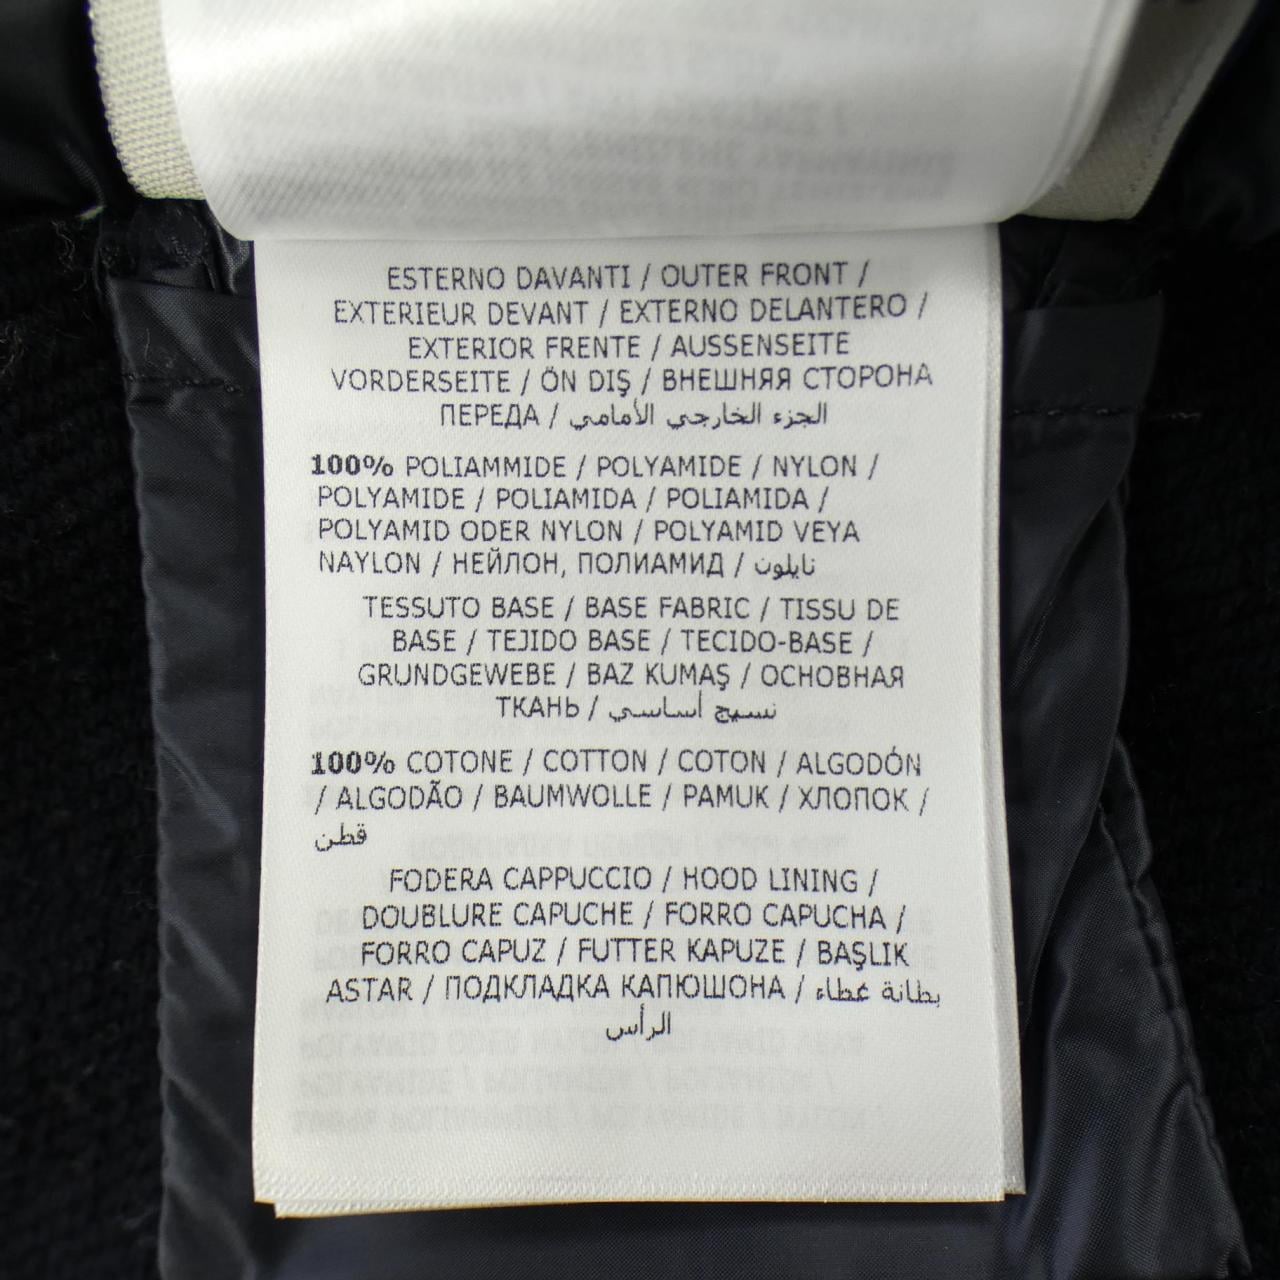 ESTERNO DAVANTI / OUTER FRONT /
EXTERIEUR DEVANT / EXTERNO DELANTERO /
EXTERIOR FRENTE / AUSSENSEITE
VORDERSEITE / ÖN DIŞ / ВНЕШНЯЯ СТОРОНА
ПЕРЕДА / الجزء الخارجي الأمامي
100% POLIAMMIDE / POLYAMIDE / NYLON /
POLYAMIDE / POLIAMIDA / POLIAMIDA /
POLYAMID ODER NYLON / POLYAMID VEYA
NAYLON / НЕЙЛОН, ПОЛИАМИД / نايلون
TESSUTO BASE / BASE FABRIC / TISSU DE
BASE / TEJIDO BASE / TECIDO-BASE /
GRUNDGEWEBE / BAZ KUMAŞ / ОСНОВНАЯ
ТКАНЬ / نسيج أساسي
100% COTONE / COTTON / COTON / ALGODÓN
/ ALGODÃO / BAUMWOLLE / PAMUK / ХЛОПОК /
قطن
FODERA CAPPUCCIO / HOOD LINING /
DOUBLURE CAPUCHE / FORRO CAPUCHA /
FORRO CAPUZ / FUTTER KAPUZE / BAŞLIK
ASTAR / ПОДКЛАДКА КАПЮШОНА / بطانة غطاء
الرأس